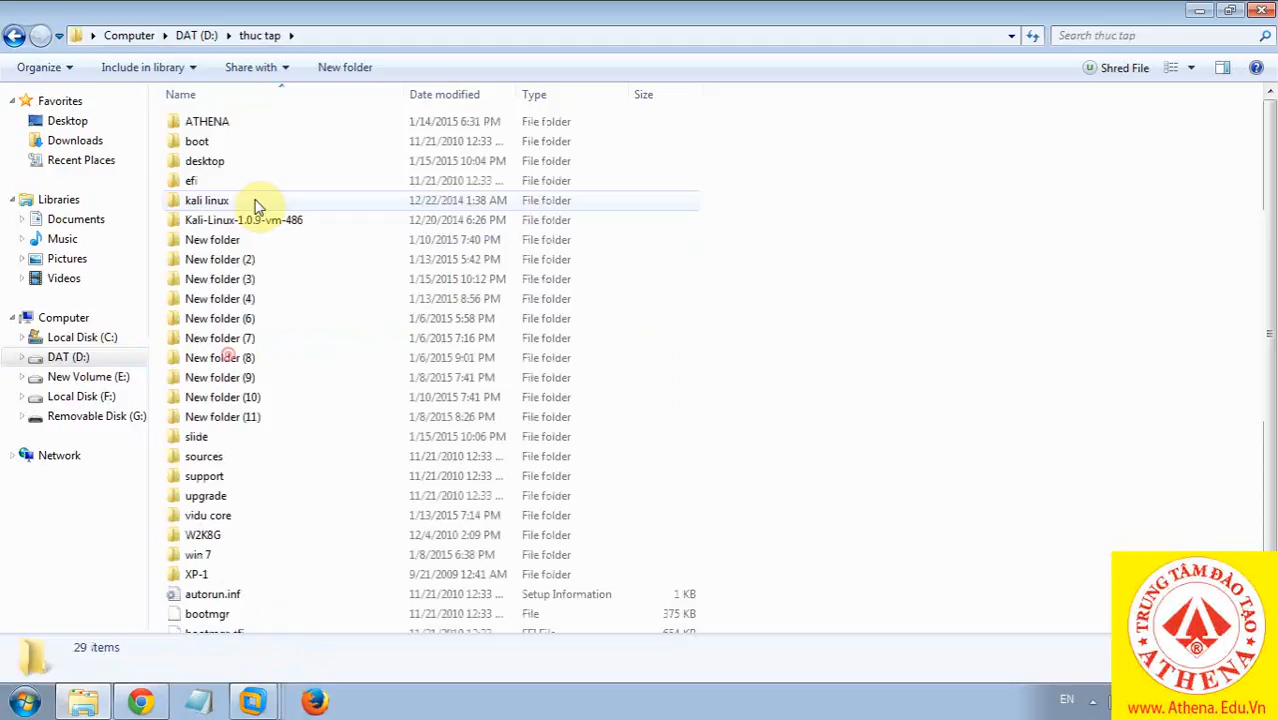 Computer DAT (D:) thuc tap Search thuc tap
Organize Include in library Share with New folder Shred File
Name Date modified Type Size
Favorites
Desktop
Downloads
Recent Places
Libraries
Documents
Music
Pictures
Videos
Computer
Local Disk (C:)
DAT (D:)
New Volume (E:)
Local Disk (F:)
Removable Disk (G:)
Network
ATHENA 1/14/2015 6:31 PM File folder
boot 11/21/2010 12:33 ... File folder
desktop 1/15/2015 10:04 PM File folder
efi 11/21/2010 12:33 ... File folder
kali linux 12/22/2014 1:38 AM File folder
Kali-Linux-1.0.9-vm-486 12/20/2014 6:26 PM File folder
New folder 1/10/2015 7:40 PM File folder
New folder (2) 1/13/2015 5:42 PM File folder
New folder (3) 1/15/2015 10:12 PM File folder
New folder (4) 1/13/2015 8:56 PM File folder
New folder (6) 1/6/2015 5:58 PM File folder
New folder (7) 1/6/2015 7:16 PM File folder
New folder (8) 1/6/2015 9:01 PM File folder
New folder (9) 1/8/2015 7:41 PM File folder
New folder (10) 1/10/2015 7:41 PM File folder
New folder (11) 1/8/2015 8:26 PM File folder
slide 1/15/2015 10:06 PM File folder
sources 11/21/2010 12:33 ... File folder
support 11/21/2010 12:33 ... File folder
upgrade 11/21/2010 12:33 ... File folder
vidu core 1/13/2015 7:14 PM File folder
W2K8G 12/4/2010 2:09 PM File folder
win 7 1/8/2015 6:38 PM File folder
XP-1 9/21/2009 12:41 AM File folder
autorun.inf 11/21/2010 12:33 ... Setup Information 1 KB
bootmgr 11/21/2010 12:33 ... File 375 KB
bootmgr.efi 11/21/2010 12:33 ... EFI File 654 KB
29 items
EN
TRUNG TÂM ĐÀO TẠO
ATHENA
www.Athena.Edu.Vn